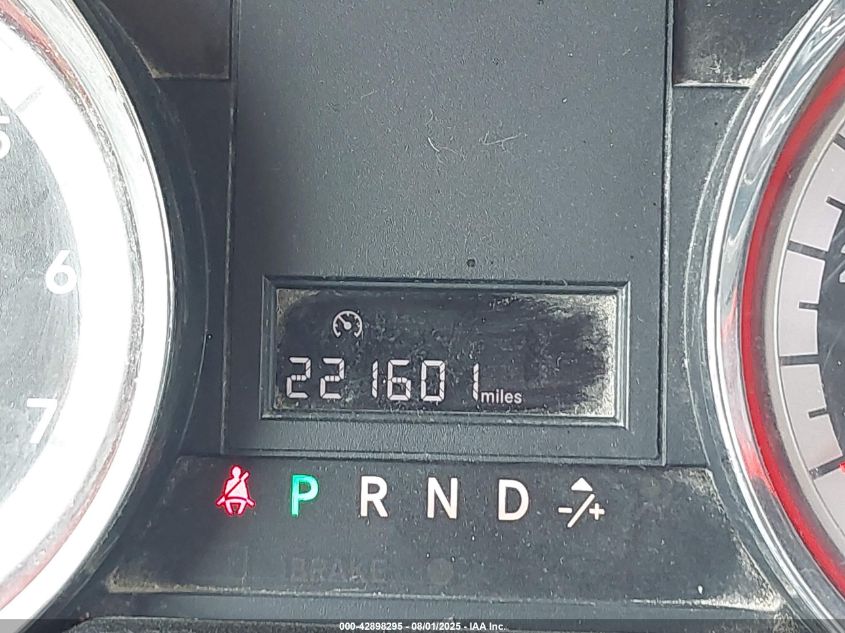 5
6
7
221601 miles
P R N D -/+
BRAKE
000-42898295 - 08/01/2025 - IAA Inc.